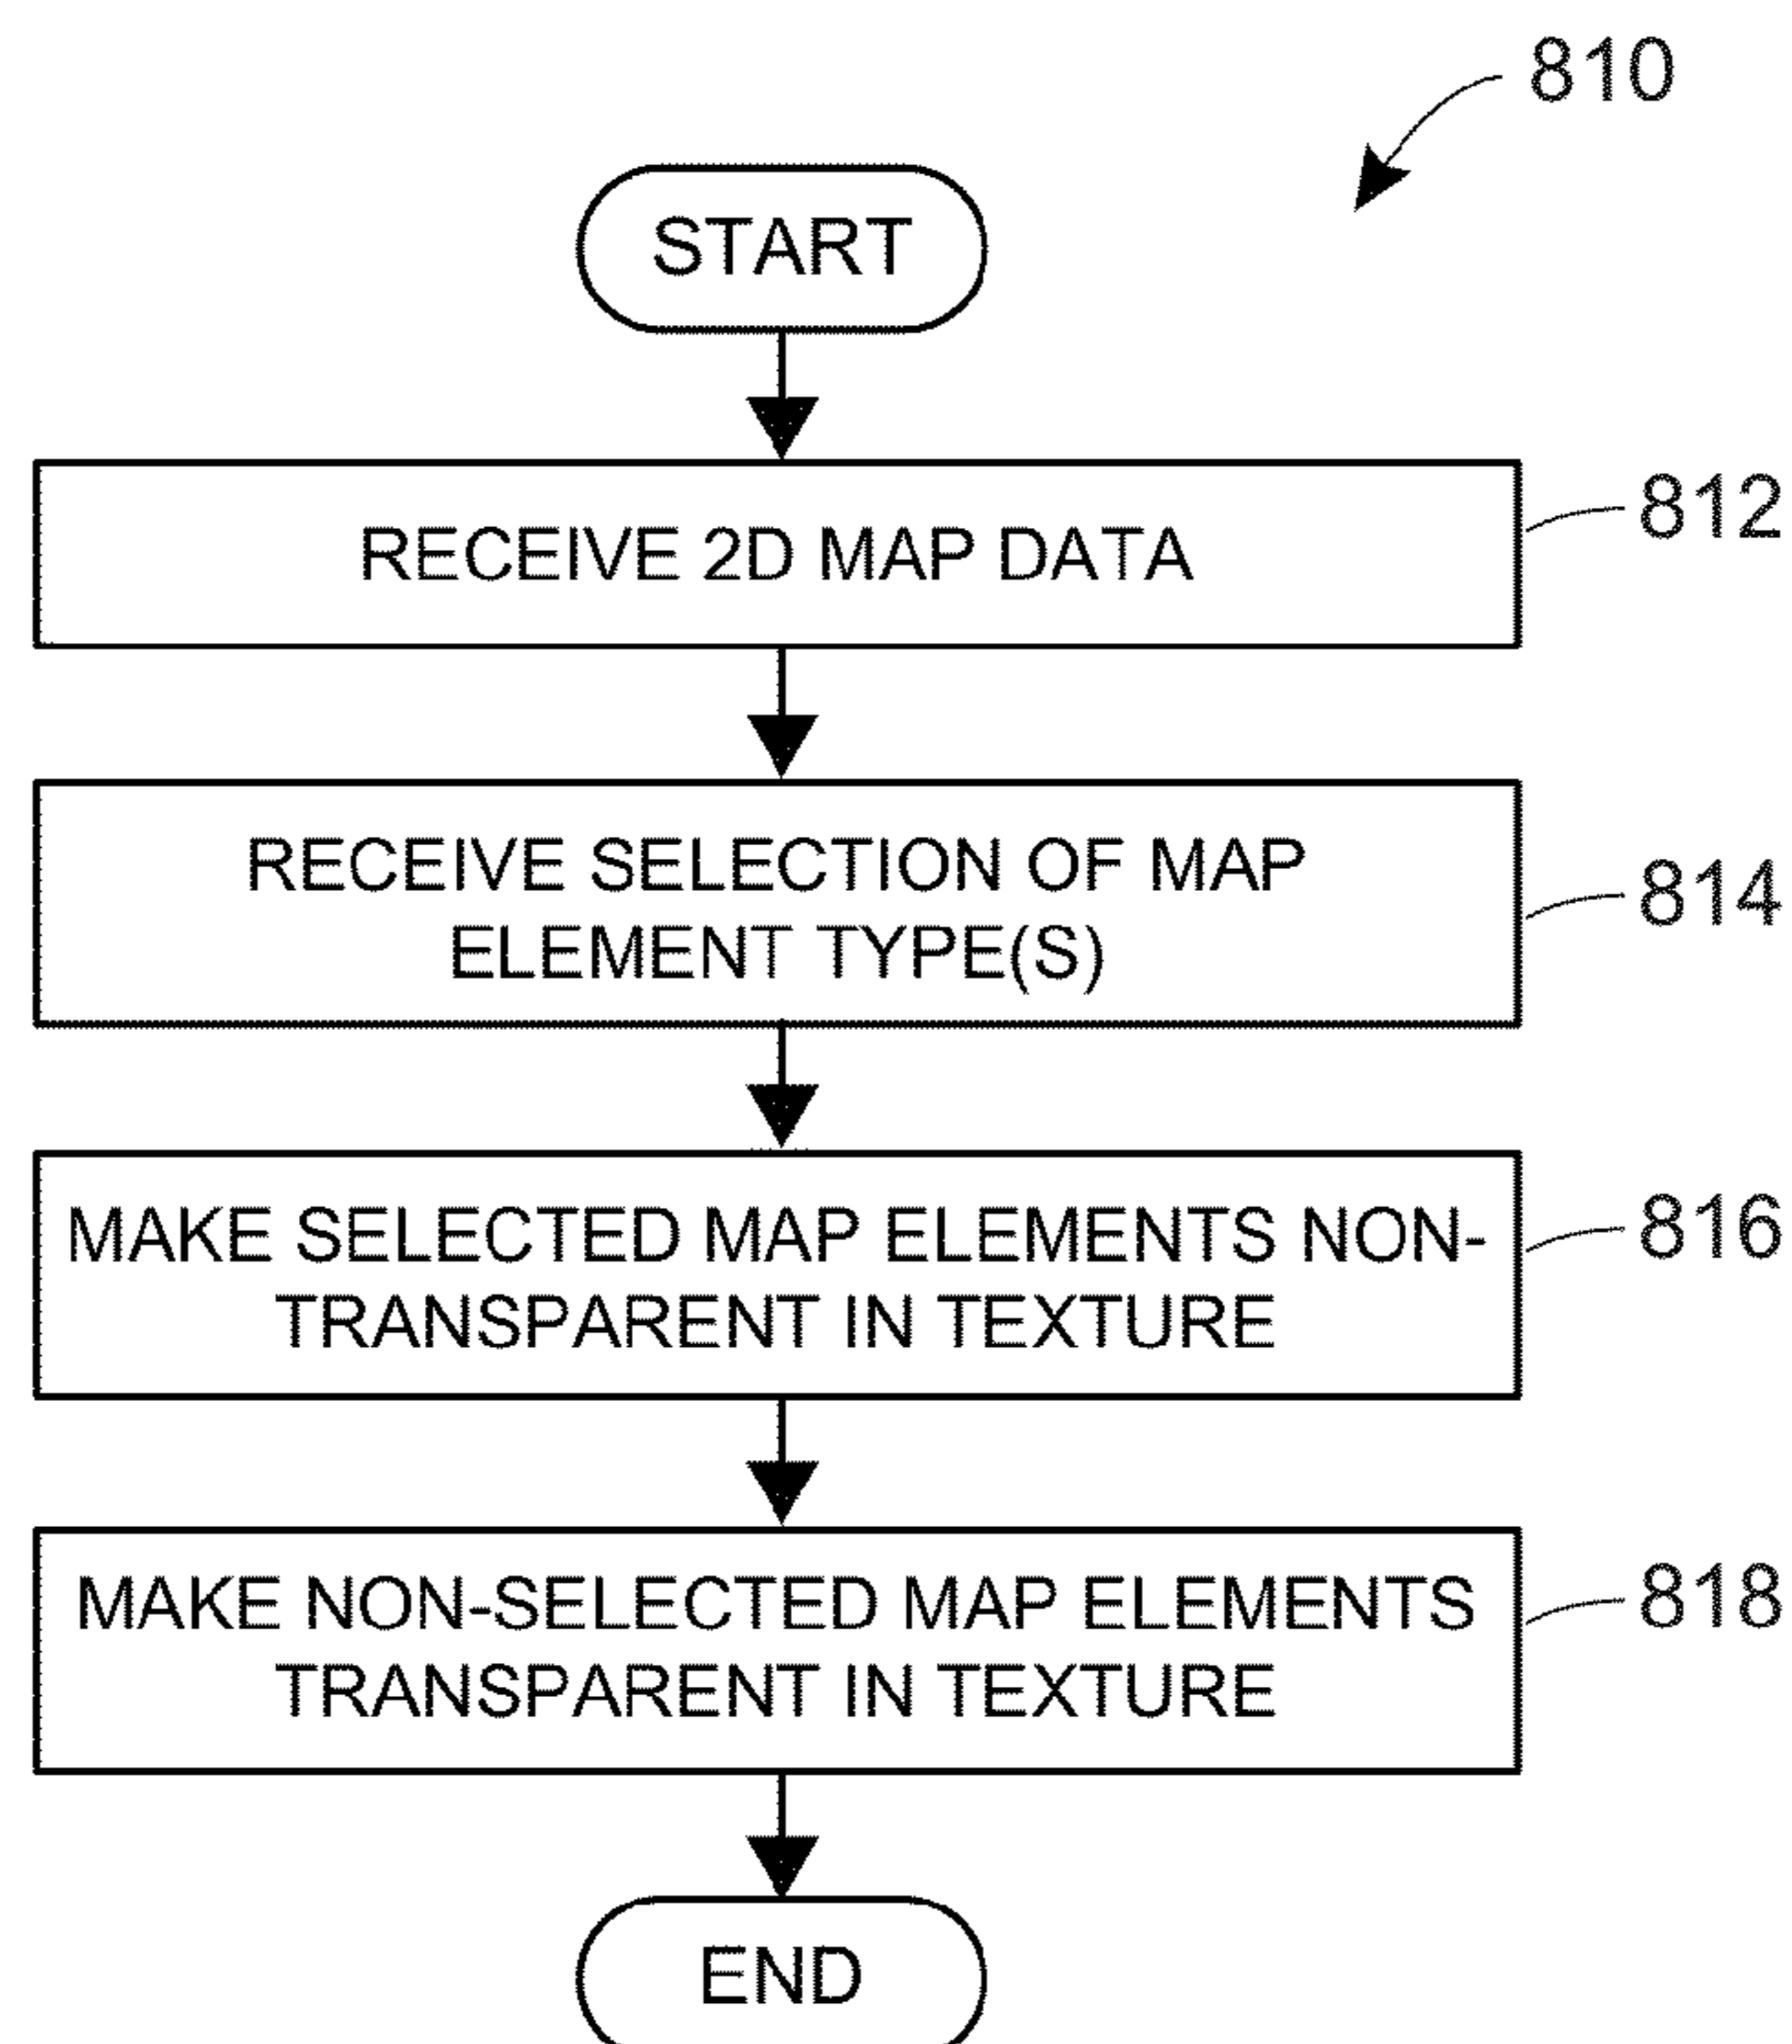 810
START
RECEIVE 2D MAP DATA
812
RECEIVE SELECTION OF MAP
ELEMENT TYPE(S)
814
MAKE SELECTED MAP ELEMENTS NON-
TRANSPARENT IN TEXTURE
816
MAKE NON-SELECTED MAP ELEMENTS
TRANSPARENT IN TEXTURE
818
END